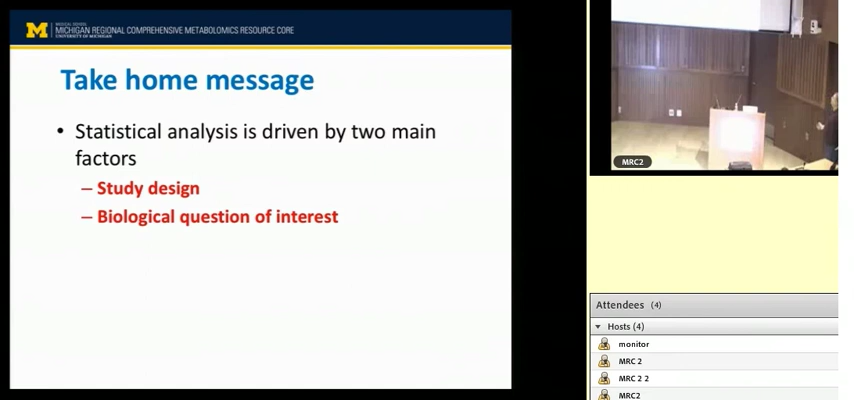 M
MEDICAL SCHOOL
MICHIGAN REGIONAL COMPREHENSIVE METABOLOMICS RESOURCE CORE
UNIVERSITY OF MICHIGAN
Take home message
• Statistical analysis is driven by two main
factors
– Study design
– Biological question of interest
MRC2
Attendees (4)
Hosts (4)
monitor
MRC 2
MRC 2 2
MRC2